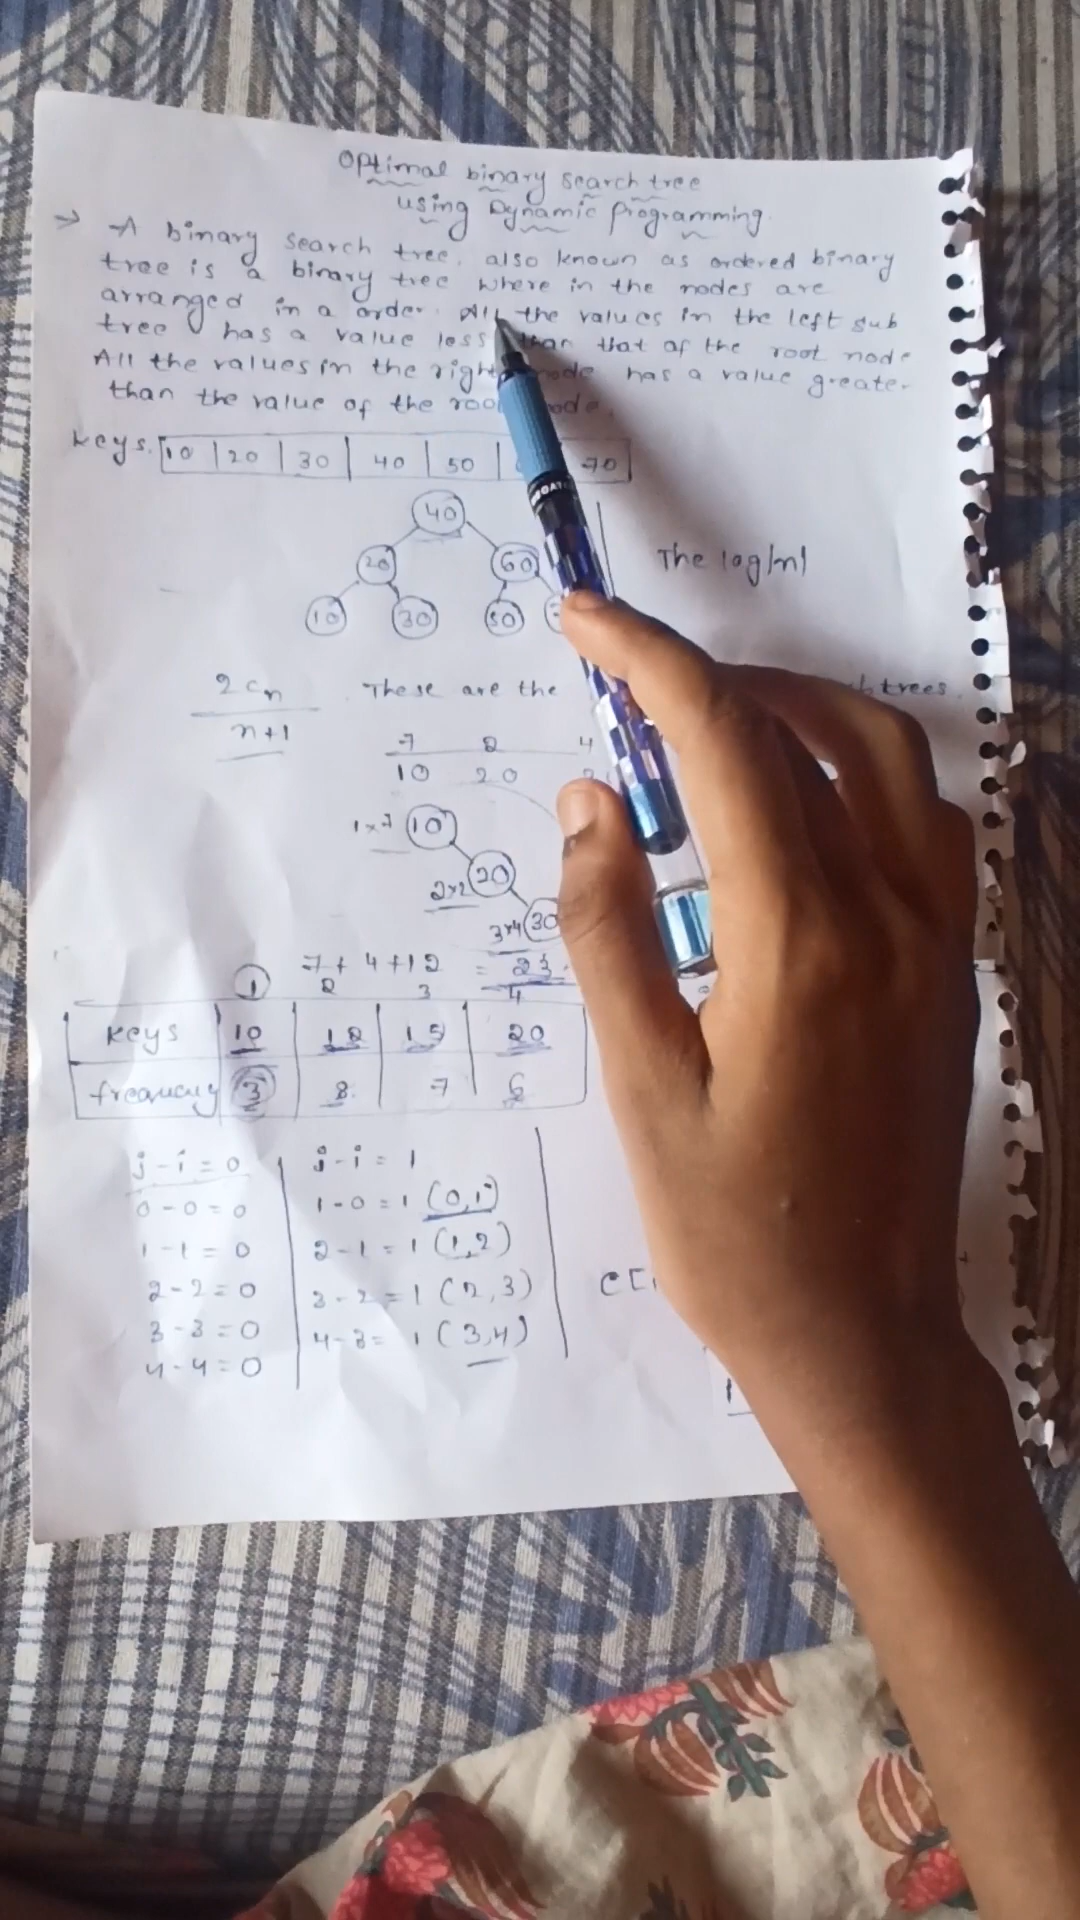 Optimal binary search tree
using Dynamic Programming.
→ A binary search tree, also known as ordered binary
tree is a binary tree where in the nodes are
arranged in a order. All the values in the left sub
tree has a value less than that of the root node
All the values in the right node has a value greater
than the value of the root node.
keys. 10 20 30 40 50 70
40
20 60
10 30 50
The log(n)
2cn
n+1
These are the trees.
7 2 4
10 20
1x7 10
2x2 20
3x4 30
7+ 4+12 = 23.
1 2 3 4
keys 10 12 15 20
frequency 3 8. 7 6
j-i=0 j-i = 1
0-0=0 1-0=1 (0,1)
1-1=0 2-1=1 (1,2)
2-2=0 3-2=1 (2,3)
3-3=0 4-3=1 (3,4)
4-4=0
C[
1